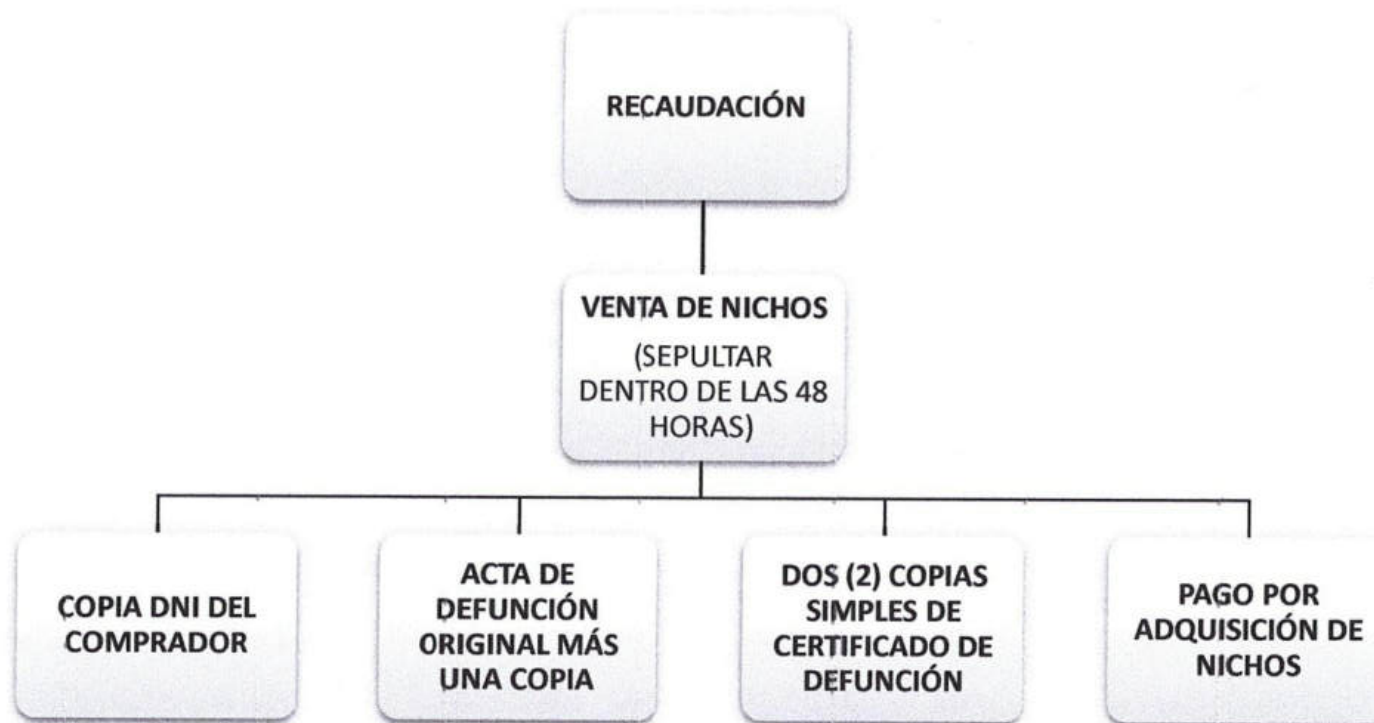 RECAUDACIÓN
VENTA DE NICHOS
(SEPULTAR
DENTRO DE LAS 48
HORAS)
COPIA DNI DEL
COMPRADOR
ACTA DE
DEFUNCIÓN
ORIGINAL MÁS
UNA COPIA
DOS (2) COPIAS
SIMPLES DE
CERTIFICADO DE
DEFUNCIÓN
PAGO POR
ADQUISICIÓN DE
NICHOS